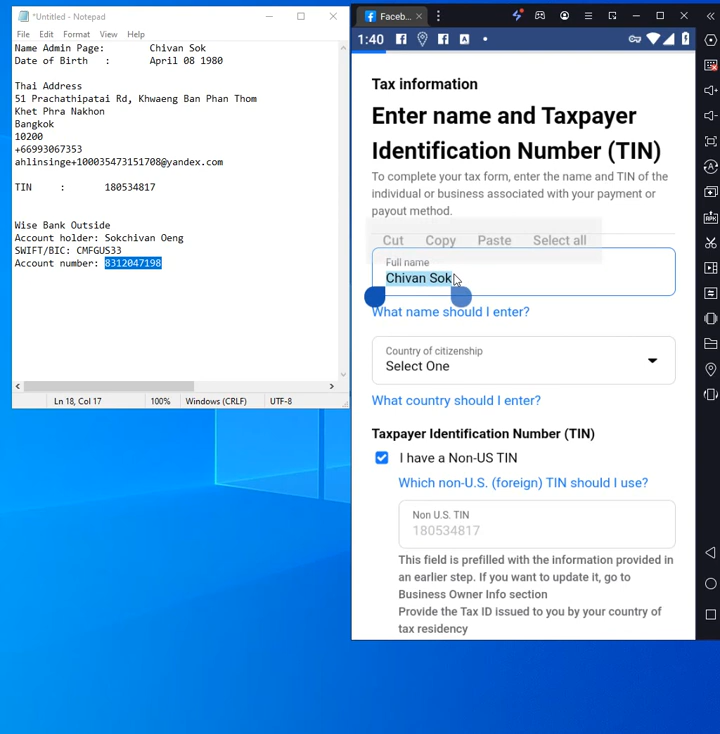 *Untitled - Notepad
File Edit Format View Help
Name Admin Page: Chivan Sok
Date of Birth : April 08 1980
Thai Address
51 Prachathipatai Rd, Khwaeng Ban Phan Thom
Khet Phra Nakhon
Bangkok
10200
+66993067353
ahlinsinge+100035473151708@yandex.com
TIN : 180534817
Wise Bank Outside
Account holder: Sokchivan Oeng
SWIFT/BIC: CMFGUS33
Account number: 8312047198
Ln 18, Col 17 100% Windows (CRLF) UTF-8
Faceb...
1:40
Tax information
Enter name and Taxpayer
Identification Number (TIN)
To complete your tax form, enter the name and TIN of the
individual or business associated with your payment or
payout method.
Cut Copy Paste Select all
Full name
Chivan Sok
What name should I enter?
Country of citizenship
Select One
What country should I enter?
Taxpayer Identification Number (TIN)
I have a Non-US TIN
Which non-U.S. (foreign) TIN should I use?
Non U.S. TIN
180534817
This field is prefilled with the information provided in
an earlier step. If you want to update it, go to
Business Owner Info section
Provide the Tax ID issued to you by your country of
tax residency